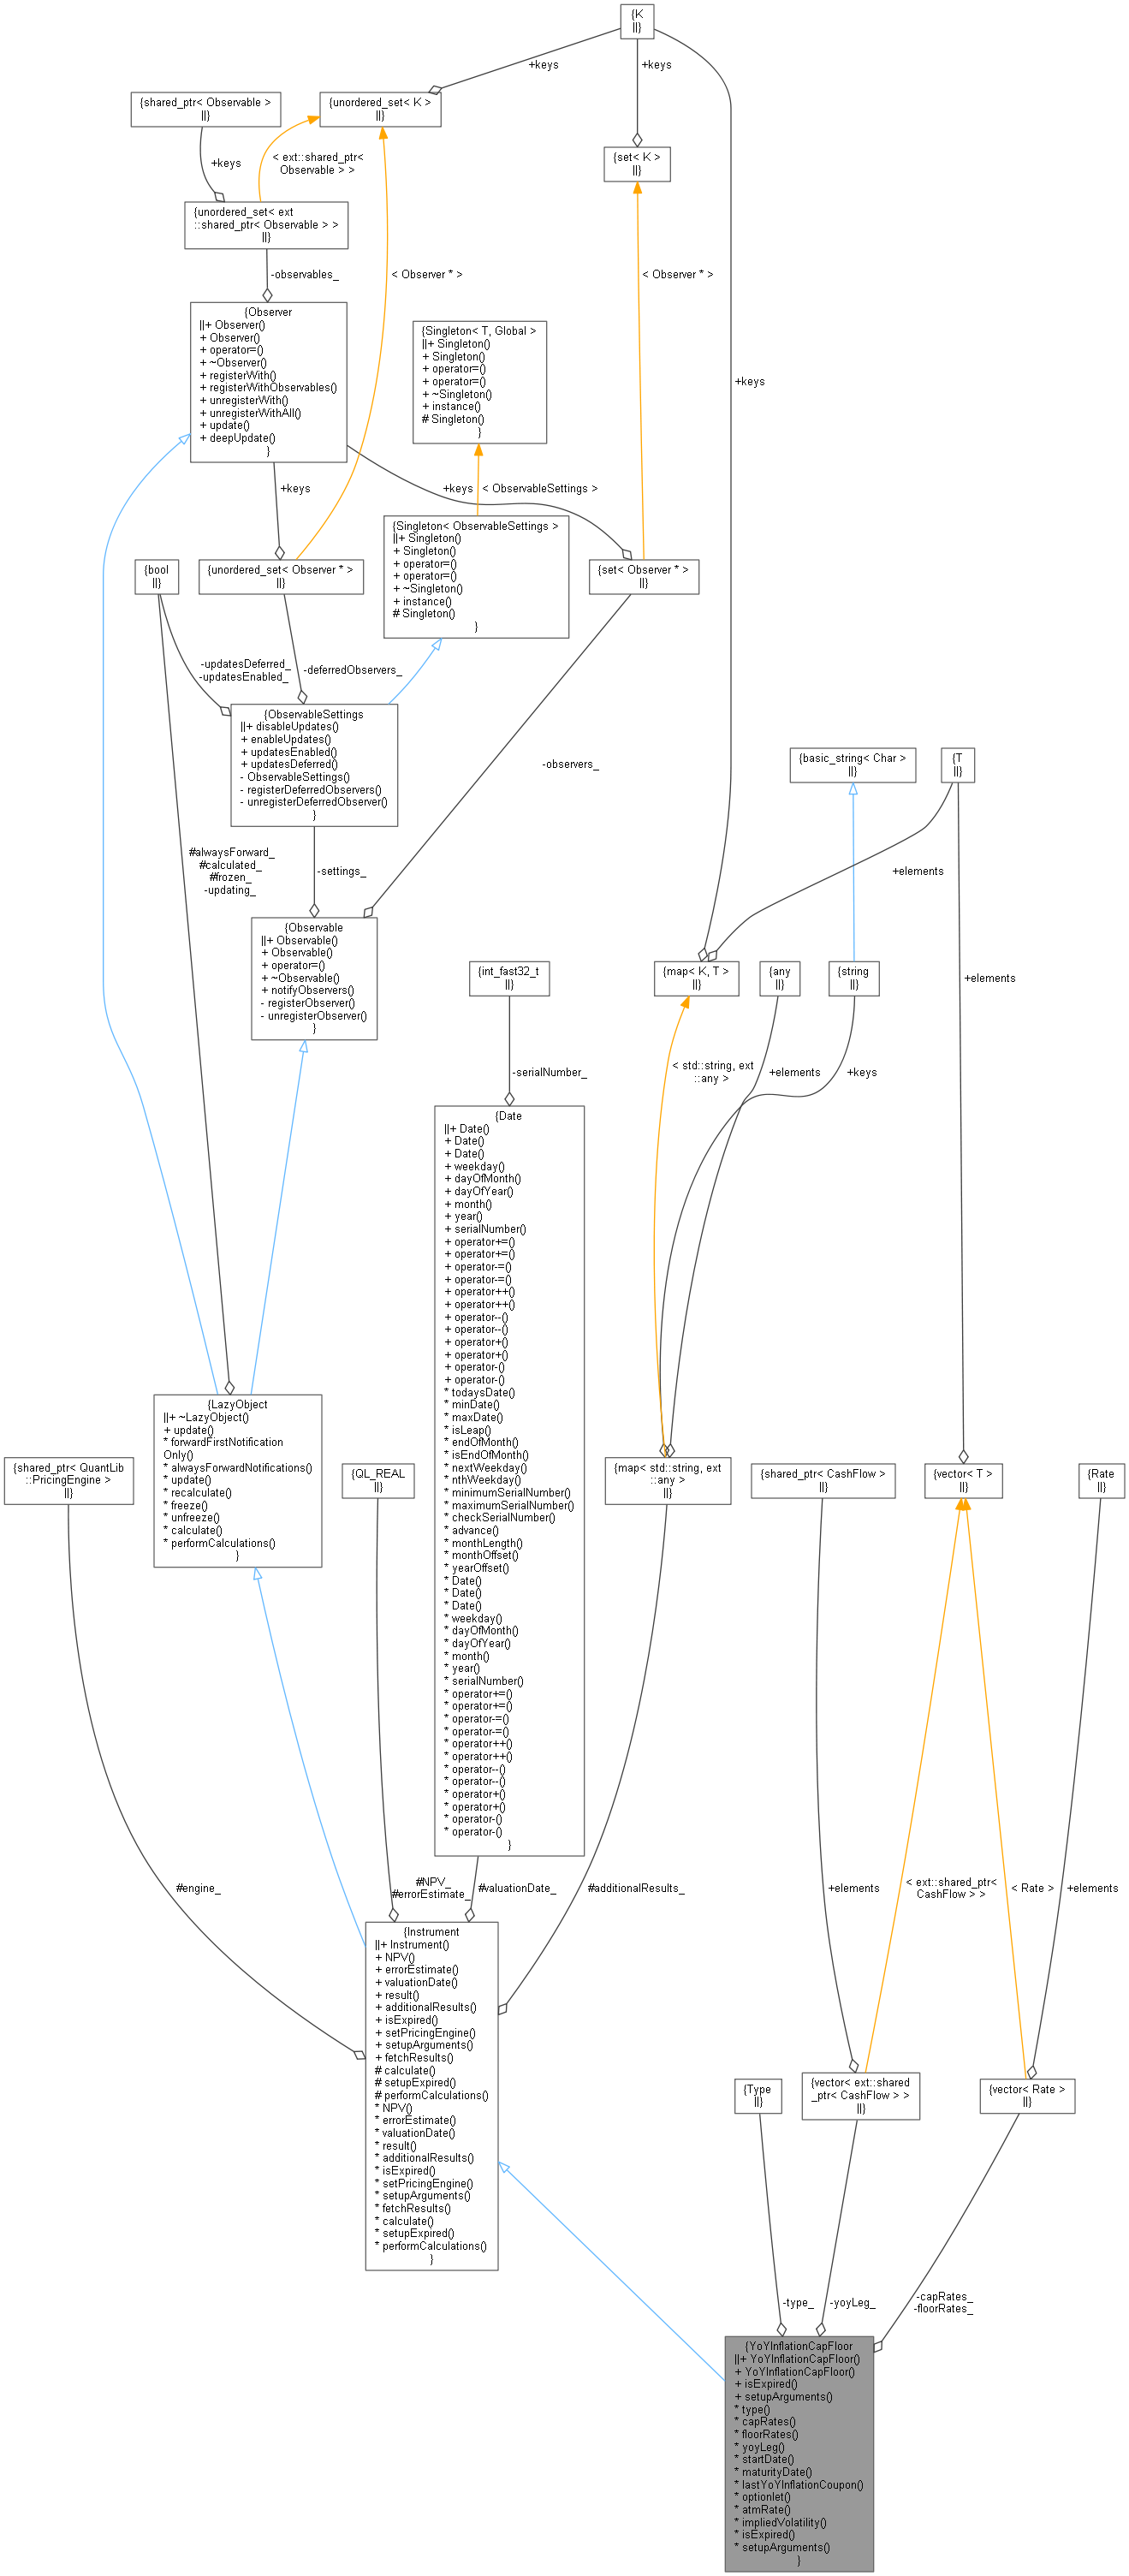 {K
||}
+keys
+keys
{shared_ptr< Observable >
||}
{unordered_set< K >
||}
{set< K >
||}
+keys
< ext::shared_ptr<
Observable > >
{unordered_set< ext
::shared_ptr< Observable > >
||}
-observables_
< Observer * >
< Observer * >
{Observer
||+ Observer()
+ Observer()
+ operator=()
+ ~Observer()
+ registerWith()
+ registerWithObservables()
+ unregisterWith()
+ unregisterWithAll()
+ update()
+ deepUpdate()
}
{Singleton< T, Global >
||+ Singleton()
+ Singleton()
+ operator=()
+ operator=()
+ ~Singleton()
+ instance()
# Singleton()
}
+keys
+keys
+keys
< ObservableSettings >
{bool
||}
{unordered_set< Observer * >
||}
{Singleton< ObservableSettings >
||+ Singleton()
+ Singleton()
+ operator=()
+ operator=()
+ ~Singleton()
+ instance()
# Singleton()
}
{set< Observer * >
||}
-updatesDeferred_
-updatesEnabled_
-deferredObservers_
{ObservableSettings
||+ disableUpdates()
+ enableUpdates()
+ updatesEnabled()
+ updatesDeferred()
- ObservableSettings()
- registerDeferredObservers()
- unregisterDeferredObserver()
}
-observers_
{basic_string< Char >
||}
{T
||}
#alwaysForward_
#calculated_
#frozen_
-updating_
-settings_
+elements
{Observable
||+ Observable()
+ Observable()
+ operator=()
+ ~Observable()
+ notifyObservers()
- registerObserver()
- unregisterObserver()
}
{int_fast32_t
||}
{map< K, T >
||}
{any
||}
{string
||}
+elements
-serialNumber_
< std::string, ext
::any >
+elements
+keys
{Date
||+ Date()
+ Date()
+ Date()
+ weekday()
+ dayOfMonth()
+ dayOfYear()
+ month()
+ year()
+ serialNumber()
+ operator+=()
+ operator+=()
+ operator-=()
+ operator-=()
+ operator++()
+ operator++()
+ operator--()
+ operator--()
+ operator+()
+ operator+()
+ operator-()
+ operator-()
* todaysDate()
* minDate()
* maxDate()
* isLeap()
* endOfMonth()
* isEndOfMonth()
* nextWeekday()
* nthWeekday()
* minimumSerialNumber()
* maximumSerialNumber()
* checkSerialNumber()
* advance()
* monthLength()
* monthOffset()
* yearOffset()
* Date()
* Date()
* Date()
* weekday()
* dayOfMonth()
* dayOfYear()
* month()
* year()
* serialNumber()
* operator+=()
* operator+=()
* operator-=()
* operator-=()
* operator++()
* operator++()
* operator--()
* operator--()
* operator+()
* operator+()
* operator-()
* operator-()
}
{LazyObject
||+ ~LazyObject()
+ update()
* forwardFirstNotification
Only()
* alwaysForwardNotifications()
* update()
* recalculate()
* freeze()
* unfreeze()
* calculate()
* performCalculations()
}
{shared_ptr< QuantLib
::PricingEngine >
||}
{QL_REAL
||}
{map< std::string, ext
::any >
||}
{shared_ptr< CashFlow >
||}
{vector< T >
||}
{Rate
||}
#engine_
#NPV_
#errorEstimate_
#valuationDate_
#additionalResults_
+elements
< ext::shared_ptr<
CashFlow > >
< Rate >
+elements
{Instrument
||+ Instrument()
+ NPV()
+ errorEstimate()
+ valuationDate()
+ result()
+ additionalResults()
+ isExpired()
+ setPricingEngine()
+ setupArguments()
+ fetchResults()
# calculate()
# setupExpired()
# performCalculations()
* NPV()
* errorEstimate()
* valuationDate()
* result()
* additionalResults()
* isExpired()
* setPricingEngine()
* setupArguments()
* fetchResults()
* calculate()
* setupExpired()
* performCalculations()
}
{Type
||}
{vector< ext::shared
_ptr< CashFlow > >
||}
{vector< Rate >
||}
-type_
-yoyLeg_
-capRates_
-floorRates_
{YoYInflationCapFloor
||+ YoYInflationCapFloor()
+ YoYInflationCapFloor()
+ isExpired()
+ setupArguments()
* type()
* capRates()
* floorRates()
* yoyLeg()
* startDate()
* maturityDate()
* lastYoYInflationCoupon()
* optionlet()
* atmRate()
* impliedVolatility()
* isExpired()
* setupArguments()
}